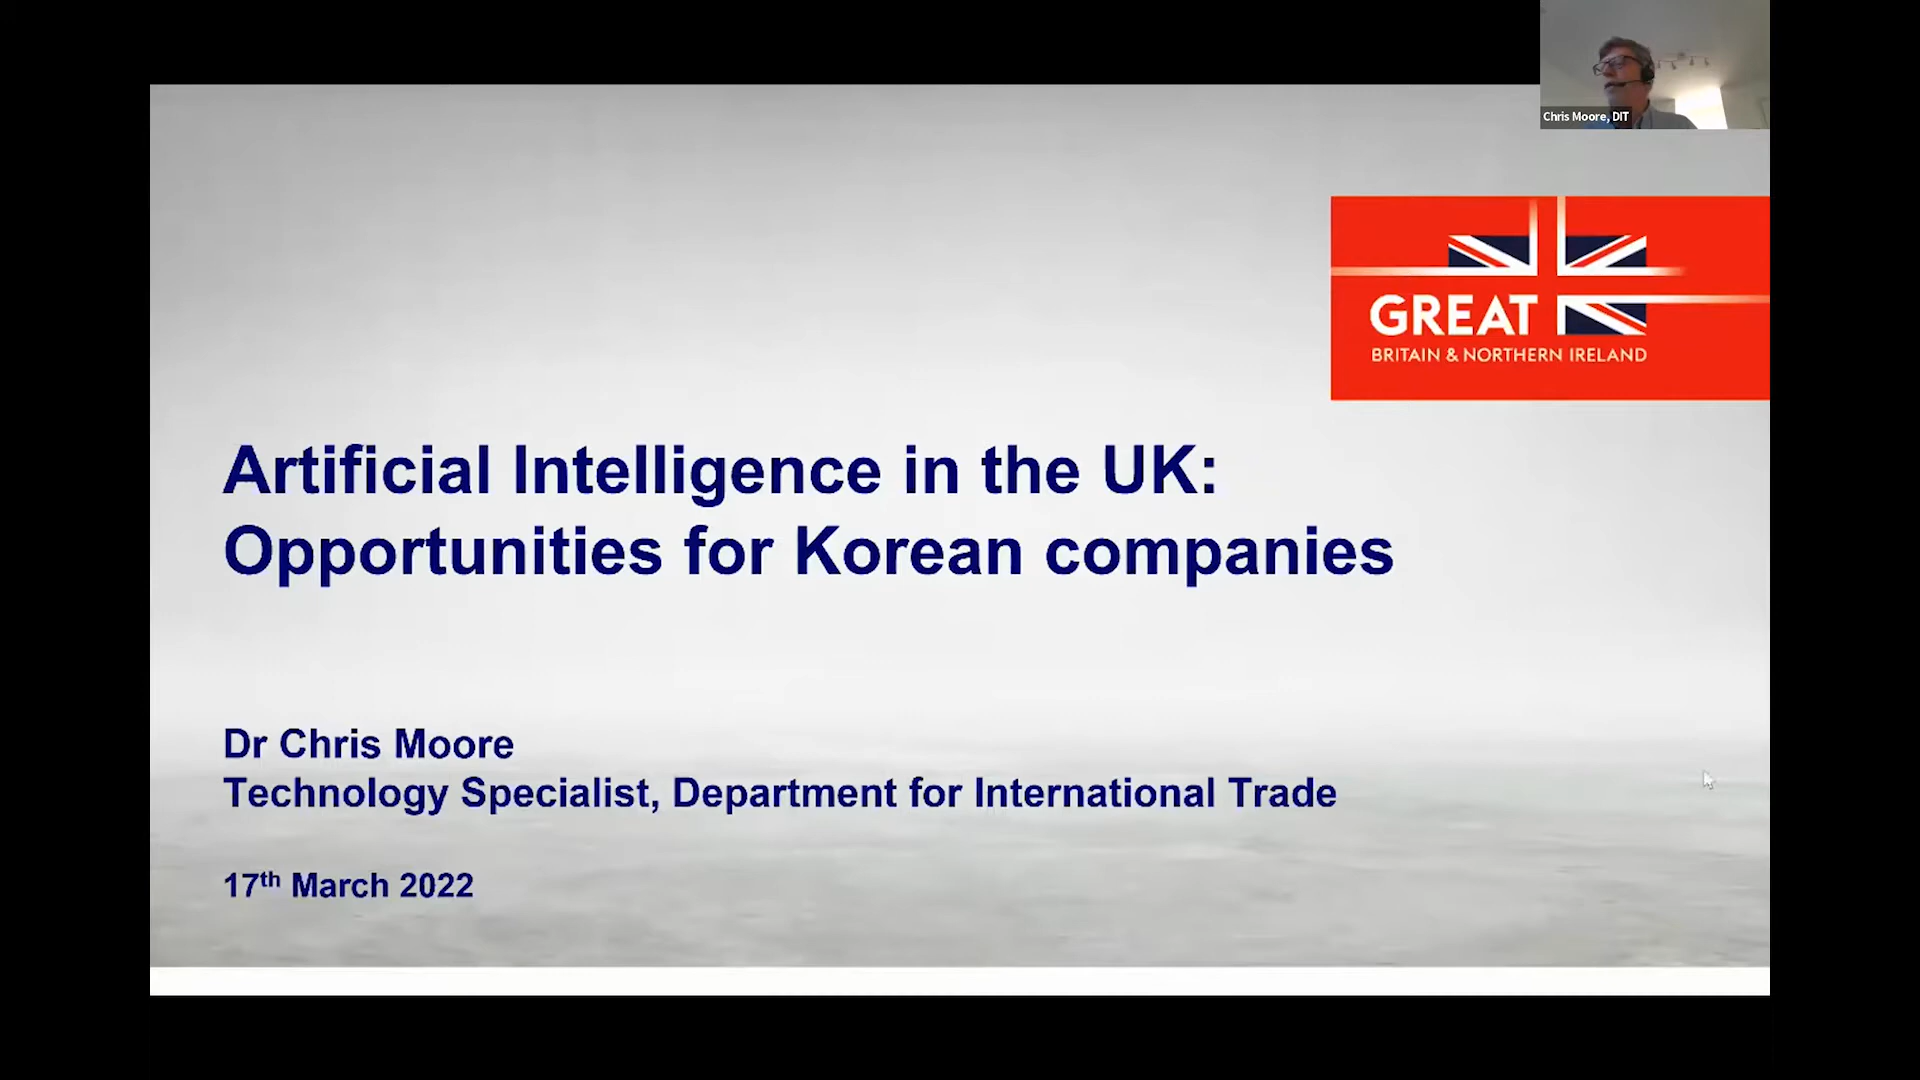 Chris Moore, DIT
GREAT
BRITAIN & NORTHERN IRELAND
Artificial Intelligence in the UK:
Opportunities for Korean companies
Dr Chris Moore
Technology Specialist, Department for International Trade
17th March 2022